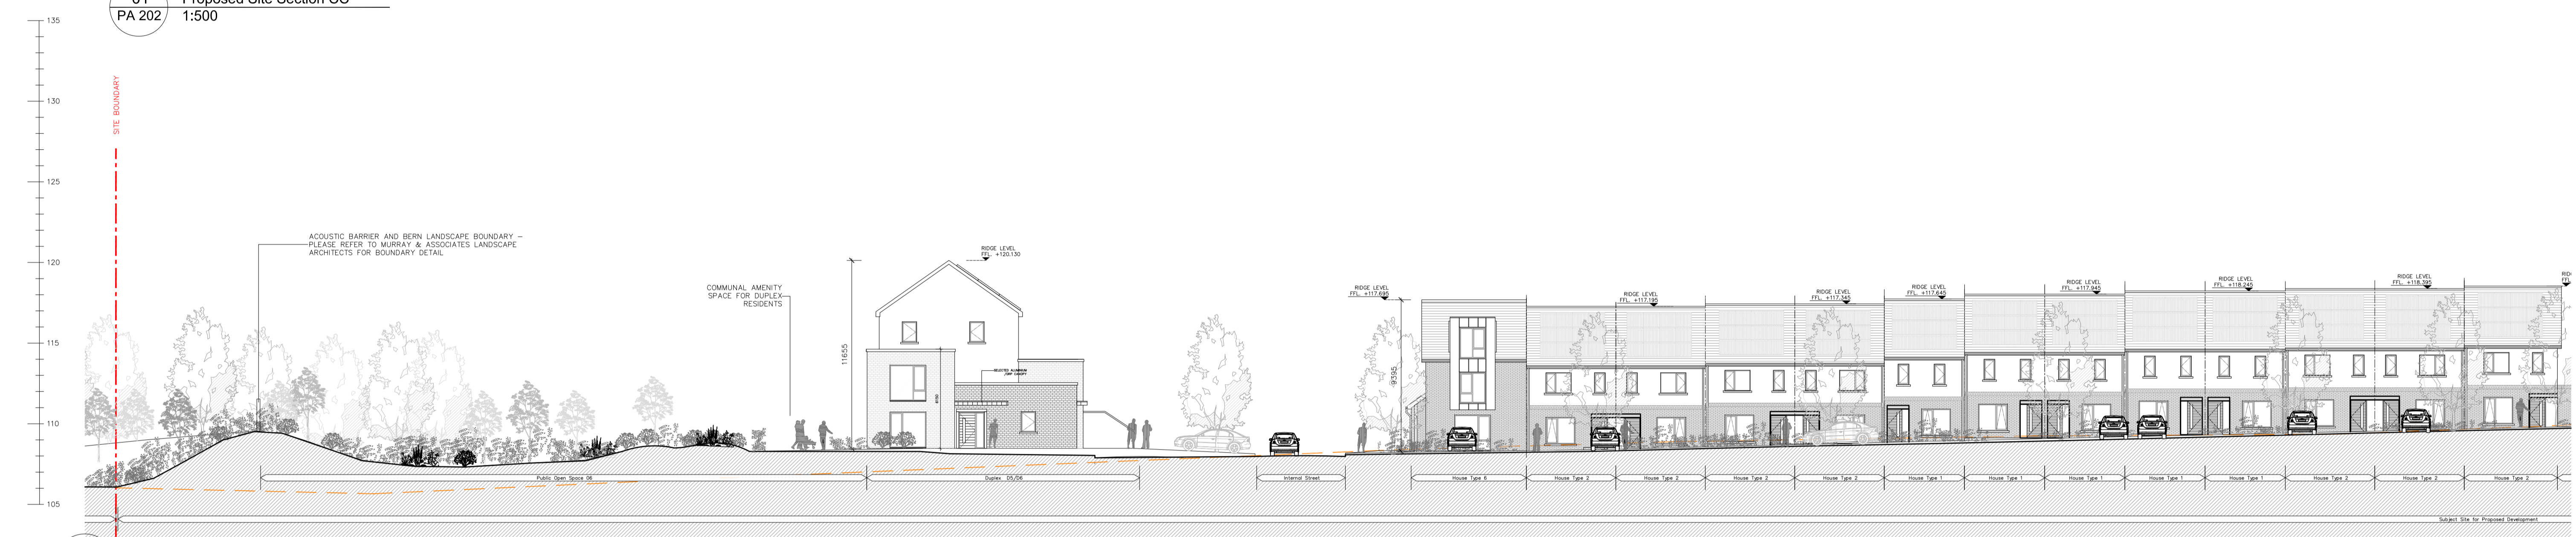 PA 202
1:500
135
130
125
120
115
110
105
SITE BOUNDARY
ACOUSTIC BARRIER AND BERN LANDSCAPE BOUNDARY –
PLEASE REFER TO MURRAY & ASSOCIATES LANDSCAPE
ARCHITECTS FOR BOUNDARY DETAIL
COMMUNAL AMENITY
SPACE FOR DUPLEX
RESIDENTS
11655
RIDGE LEVEL
FFL. +120.130
SELECTED ALUMINIUM
RIDGE LEVEL
FFL. +117.695
9395
RIDGE LEVEL
FFL. +117.195
RIDGE LEVEL
FFL. +117.345
RIDGE LEVEL
FFL. +117.645
RIDGE LEVEL
FFL. +117.945
RIDGE LEVEL
FFL. +118.245
RIDGE LEVEL
FFL. +118.395
Public Open Space 06
Duplex D5/D6
Internal Street
House Type 6
House Type 2
House Type 2
House Type 2
House Type 2
House Type 1
House Type 1
House Type 1
House Type 1
House Type 1
House Type 2
House Type 2
House Type 2
Subject Site for Proposed Development